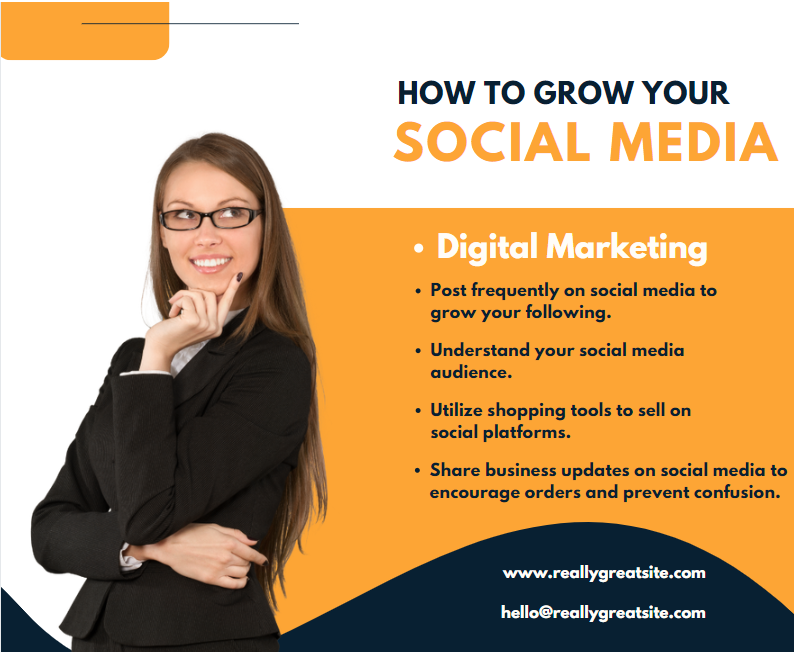 HOW TO GROW YOUR
SOCIAL MEDIA
• Digital Marketing
• Post frequently on social media to
grow your following.
• Understand your social media
audience.
• Utilize shopping tools to sell on
social platforms.
• Share business updates on social media to
encourage orders and prevent confusion.
www.reallygreatsite.com
hello@reallygreatsite.com